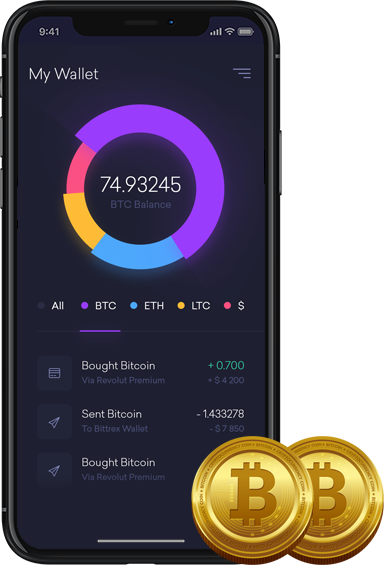 9:41
My Wallet
74.93245
BTC Balance
All BTC ETH LTC $
Bought Bitcoin + 0,700
Via Revolut Premium + $ 4 200
Sent Bitcoin - 1.433278
To Bittrex Wallet - $ 7 850
Bought Bitcoin
Via Revolut Premium